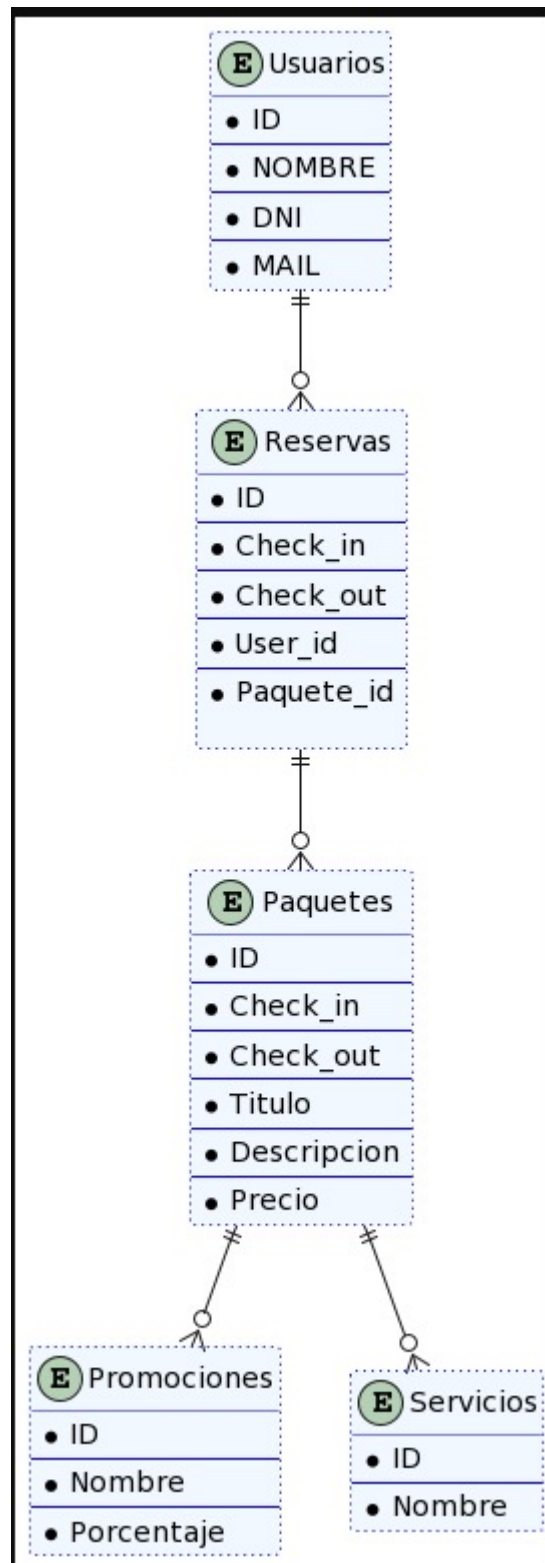 E Usuarios
ID
NOMBRE
DNI
MAIL
E Reservas
ID
Check_in
Check_out
User_id
Paquete_id
E Paquetes
ID
Check_in
Check_out
Titulo
Descripcion
Precio
E Promociones
ID
Nombre
Porcentaje
E Servicios
ID
Nombre